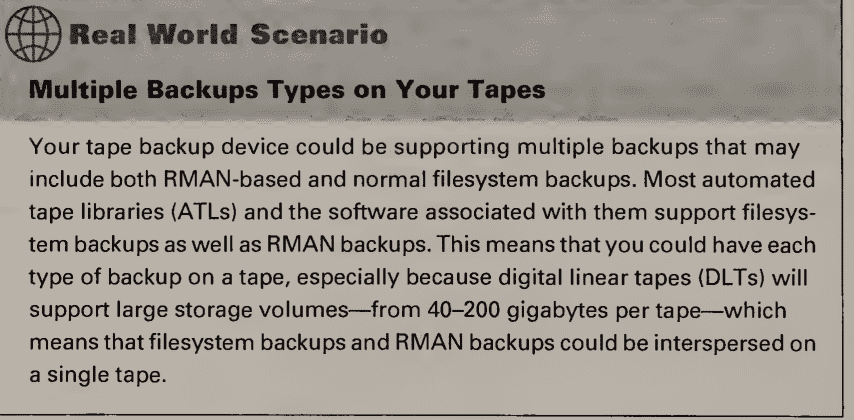 Real World Scenario
Multiple Backups Types on Your Tapes
Your tape backup device could be supporting multiple backups that may
include both RMAN-based and normal filesystem backups. Most automated
tape libraries (ATLs) and the software associated with them support filesys-
tem backups as well as RMAN backups. This means that you could have each
type of backup on a tape, especially because digital linear tapes (DLTs) will
support large storage volumes—from 40–200 gigabytes per tape—which
means that filesystem backups and RMAN backups could be interspersed on
a single tape.